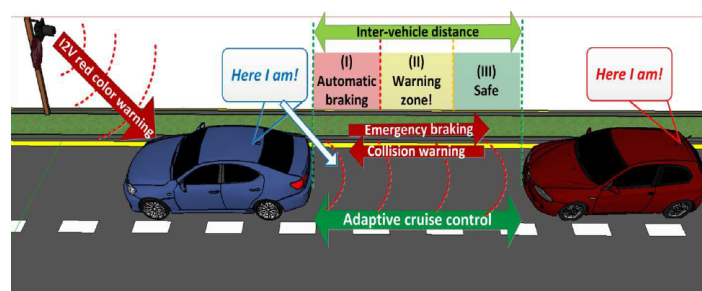 I2V red color warning
Here I am!
Inter-vehicle distance
(I)
Automatic
braking
(II)
Warning
zone!
(III)
Safe
Here I am!
Emergency braking
Collision warning
Adaptive cruise control